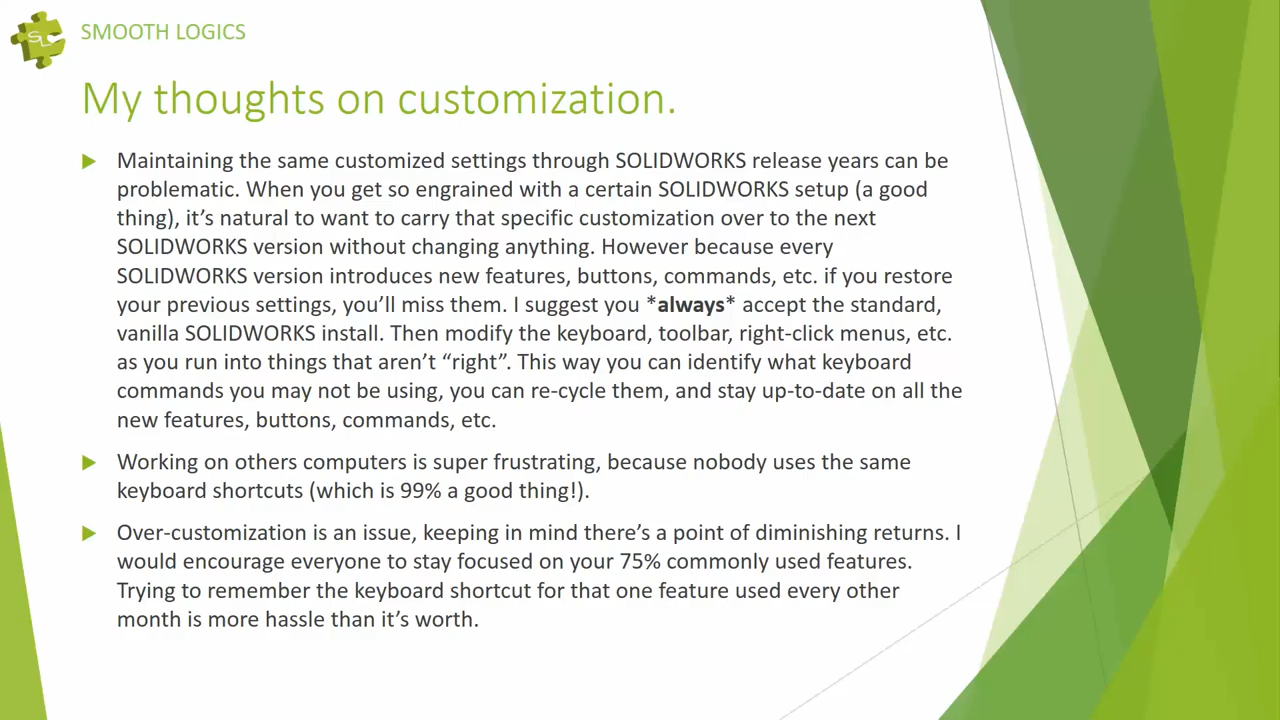 SL
SMOOTH LOGICS
My thoughts on customization.
Maintaining the same customized settings through SOLIDWORKS release years can be
problematic. When you get so engrained with a certain SOLIDWORKS setup (a good
thing), it’s natural to want to carry that specific customization over to the next
SOLIDWORKS version without changing anything. However because every
SOLIDWORKS version introduces new features, buttons, commands, etc. if you restore
your previous settings, you’ll miss them. I suggest you *always* accept the standard,
vanilla SOLIDWORKS install. Then modify the keyboard, toolbar, right-click menus, etc.
as you run into things that aren’t “right”. This way you can identify what keyboard
commands you may not be using, you can re-cycle them, and stay up-to-date on all the
new features, buttons, commands, etc.
Working on others computers is super frustrating, because nobody uses the same
keyboard shortcuts (which is 99% a good thing!).
Over-customization is an issue, keeping in mind there’s a point of diminishing returns. I
would encourage everyone to stay focused on your 75% commonly used features.
Trying to remember the keyboard shortcut for that one feature used every other
month is more hassle than it’s worth.